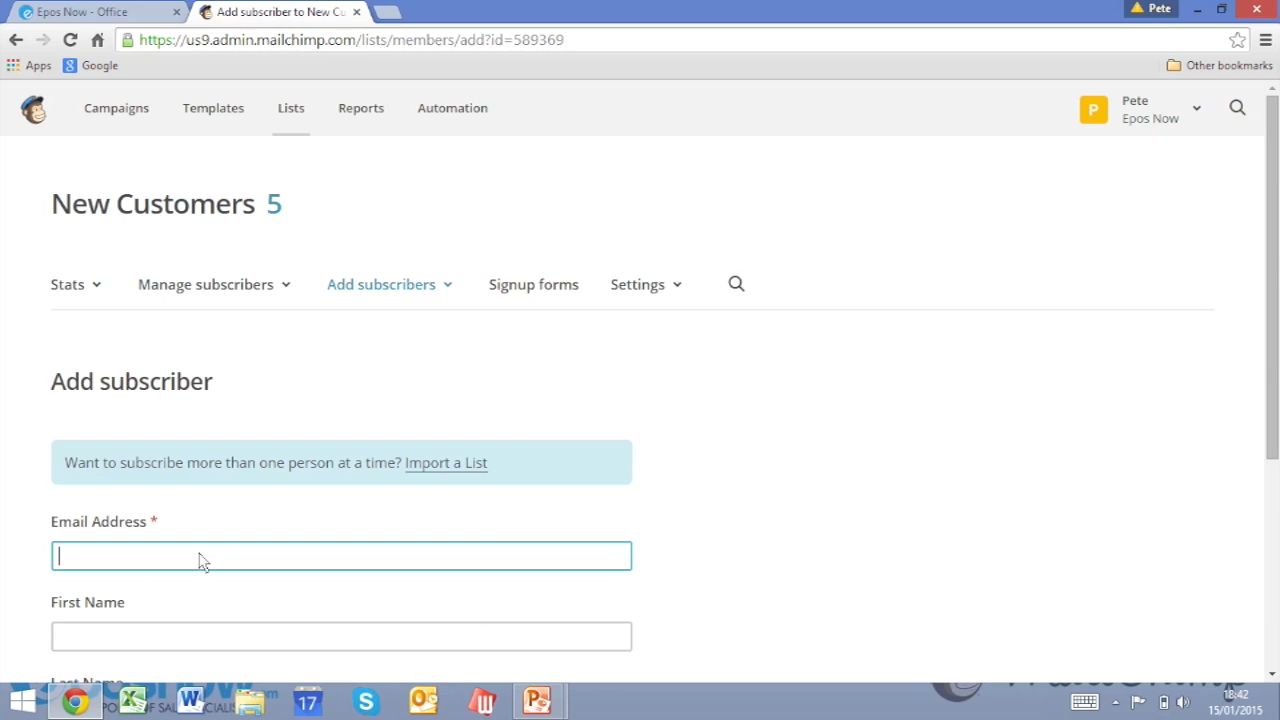 Epos Now - Office
Add subscriber to New Cu
Pete
https://us9.admin.mailchimp.com/lists/members/add?id=589369
Apps
Google
Other bookmarks
Campaigns
Templates
Lists
Reports
Automation
P
Pete
Epos Now
New Customers 5
Stats
Manage subscribers
Add subscribers
Signup forms
Settings
Add subscriber
Want to subscribe more than one person at a time? Import a List
Email Address *
First Name
Last Name
17
18:42
15/01/2015